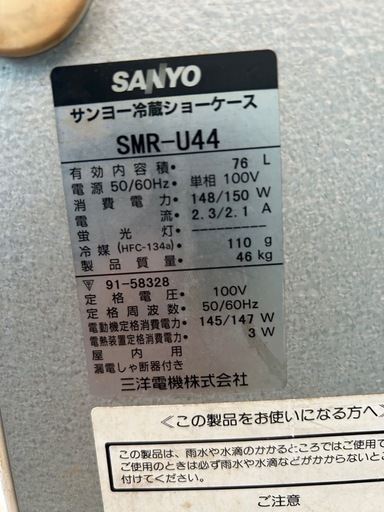 SANYO
サンヨー冷蔵ショーケース
SMR-U44
有効内容積・ 76 L
電源 50/60Hz・単相 100V
消費電力・148/150 W
電流・2.3/2.1 A
蛍光灯・----------
冷媒 (HFC-134a)・ 110 g
製品質量・ 46 kg
▽ 91-58328
定格電圧・ 100V
定格周波数・ 50/60Hz
電動機定格消費電力・ 145/147 W
電熱装置定格消費電力・ 3 W
屋内用
漏電しゃ断器付き
三洋電機株式会社
<この製品をお使いになる方へ>
この製品は、雨水や水滴のかかるところではご使用で
ご使用のときは必ず雨水や水滴などがかからないとこ
付けてください。
ご注意